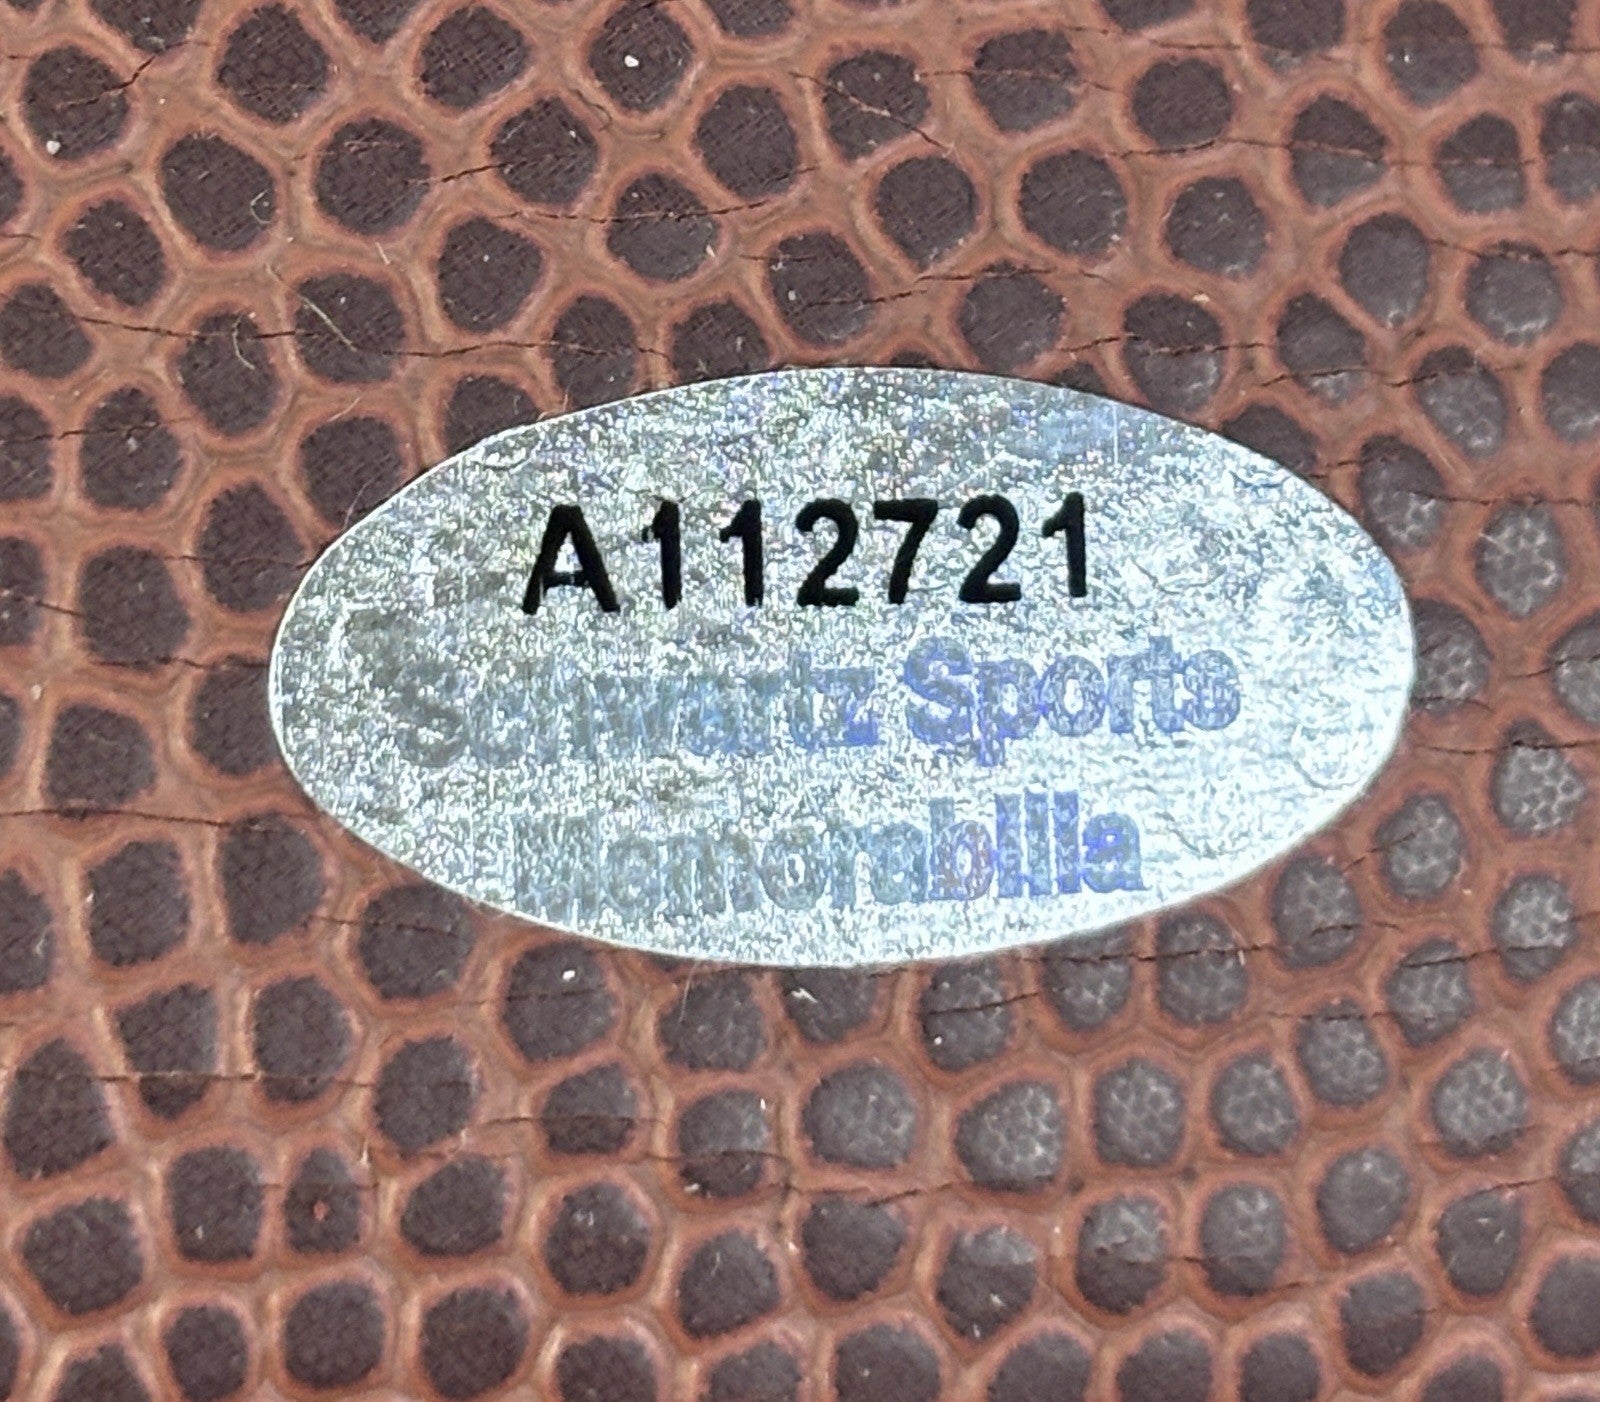 A112721
Schwartz Sports
Memorabilia